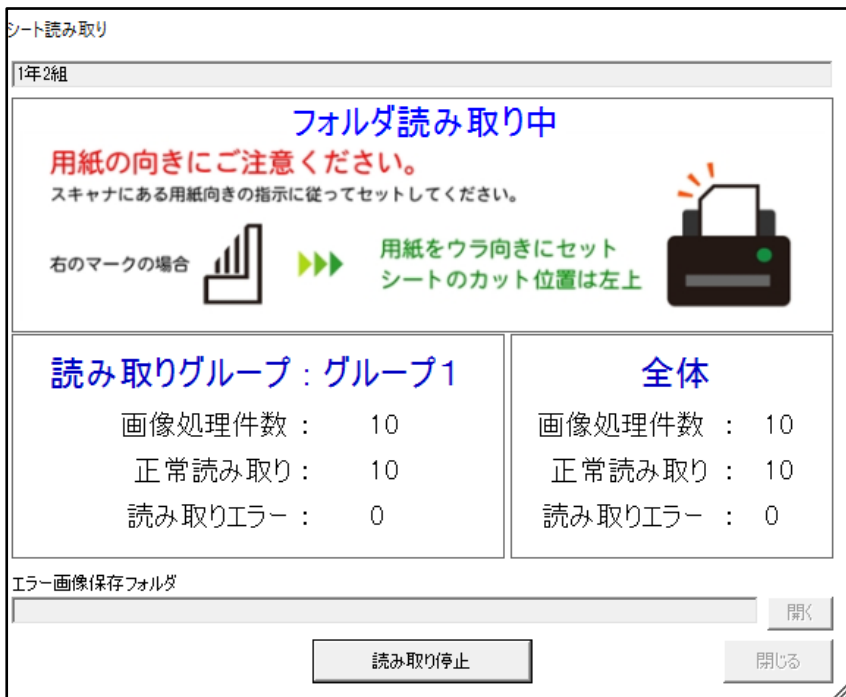 シート読み取り
1年2組
フォルダ読み取り中
用紙の向きにご注意ください。
スキャナにある用紙向きの指示に従ってセットしてください。
右のマークの場合
用紙をウラ向きにセット
シートのカット位置は左上
読み取りグループ : グループ1
画像処理件数 : 10
正常読み取り : 10
読み取りエラー : 0
全体
画像処理件数 : 10
正常読み取り : 10
読み取りエラー : 0
エラー画像保存フォルダ
開く
読み取り停止
閉じる